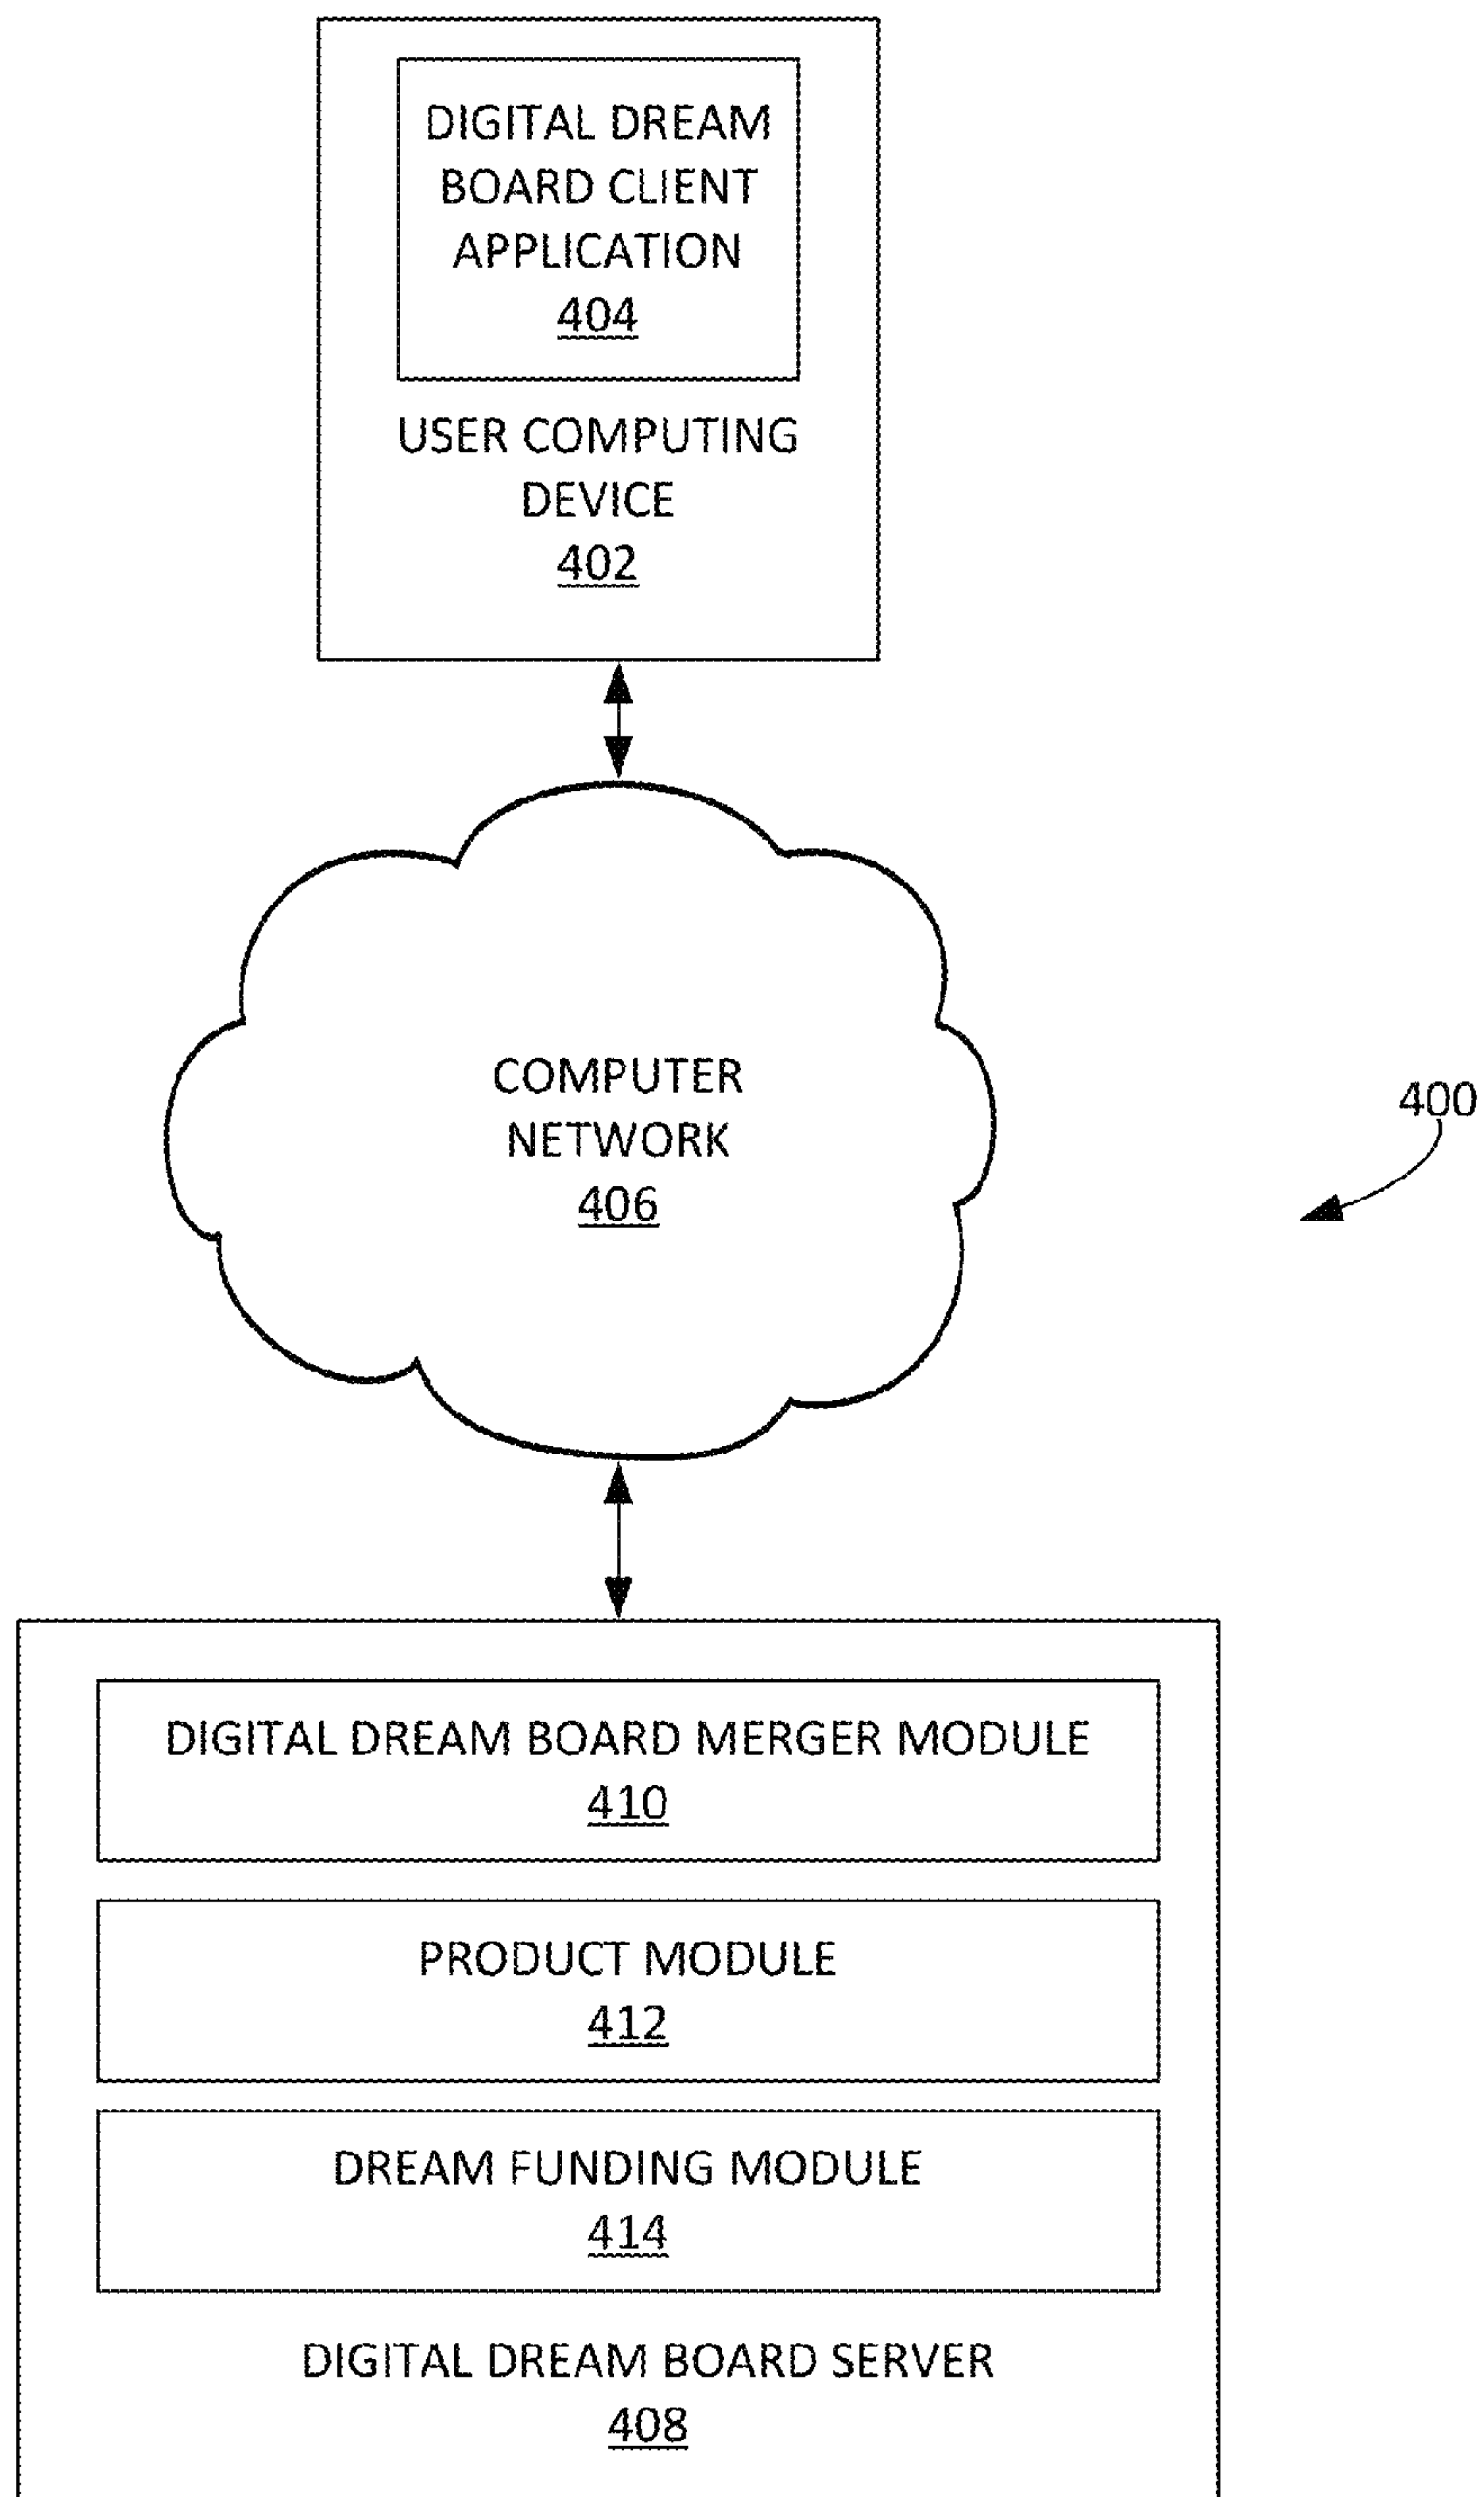 DIGITAL DREAM
BOARD CLIENT
APPLICATION
404
USER COMPUTING
DEVICE
402
COMPUTER
NETWORK
406
400
DIGITAL DREAM BOARD MERGER MODULE
410
PRODUCT MODULE
412
DREAM FUNDING MODULE
414
DIGITAL DREAM BOARD SERVER
408